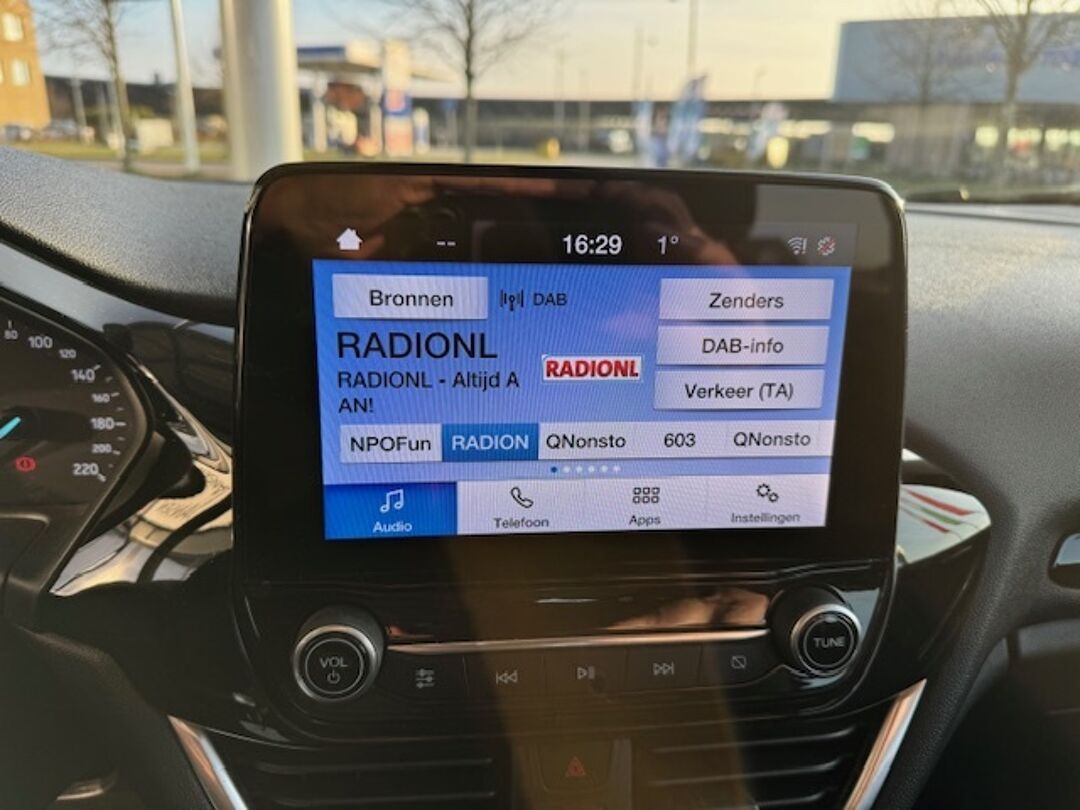 -- 16:29 1°
Bronnen DAB Zenders
RADIONL
RADIONL
DAB-info
RADIONL - Altijd A
AN!
Verkeer (TA)
NPOFun RADION QNonsto 603 QNonsto
Audio Telefoon Apps Instellingen
80
100
120
140
160
180
200
220
VOL
TUNE